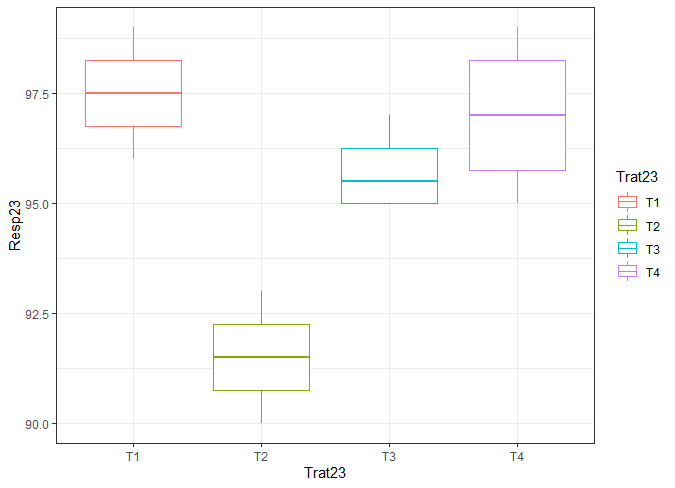 Resp23
97.5
95.0
92.5
90.0
T1 T2 T3 T4
Trat23
Trat23
T1
T2
T3
T4